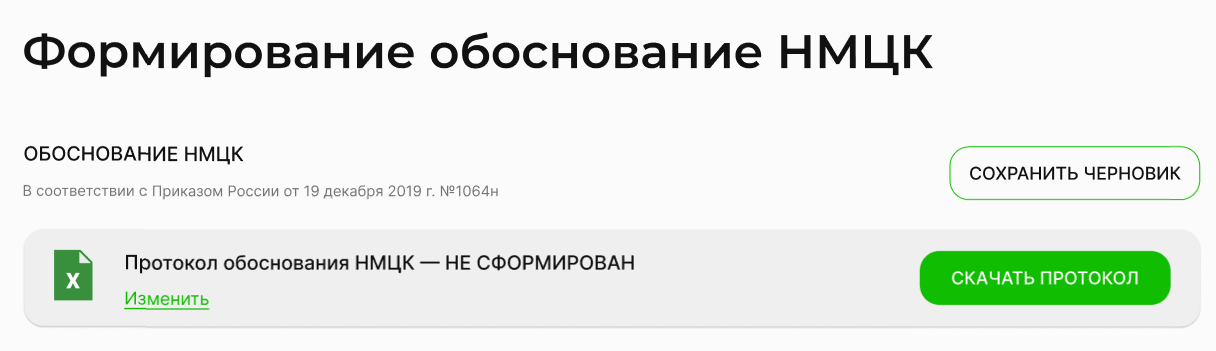 Формирование обоснование НМЦК
ОБОСНОВАНИЕ НМЦК
В соответствии с Приказом России от 19 декабря 2019 г. №1064н
СОХРАНИТЬ ЧЕРНОВИК
X
Протокол обоснования НМЦК — НЕ СФОРМИРОВАН
Изменить
СКАЧАТЬ ПРОТОКОЛ